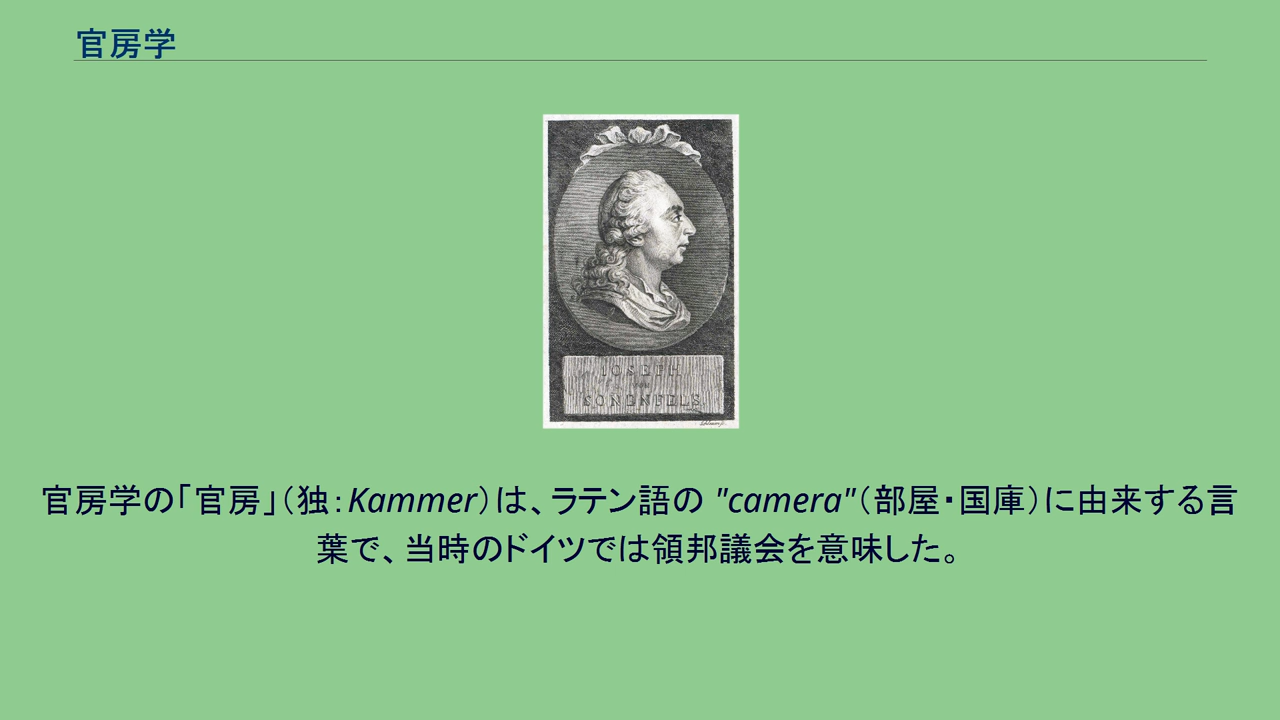 官房学
IOSEPH
VON
SONENFELS
官房学の「官房」（独：Kammer）は、ラテン語の "camera"（部屋・国庫）に由来する言
葉で、当時のドイツでは領邦議会を意味した。